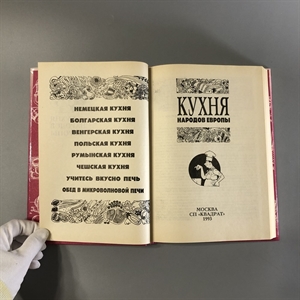 НЕМЕЦКАЯ КУХНЯ
БОЛГАРСКАЯ КУХНЯ
ВЕНГЕРСКАЯ КУХНЯ
ПОЛЬСКАЯ КУХНЯ
РУМЫНСКАЯ КУХНЯ
ЧЕШСКАЯ КУХНЯ
УЧИТЕСЬ ВКУСНО ПЕЧЬ
ОБЕД В МИКРОВОЛНОВОЙ ПЕЧИ
КУХНЯ
НАРОДОВ ЕВРОПЫ
МОСКВА
СП «КВАДРАТ»
1993